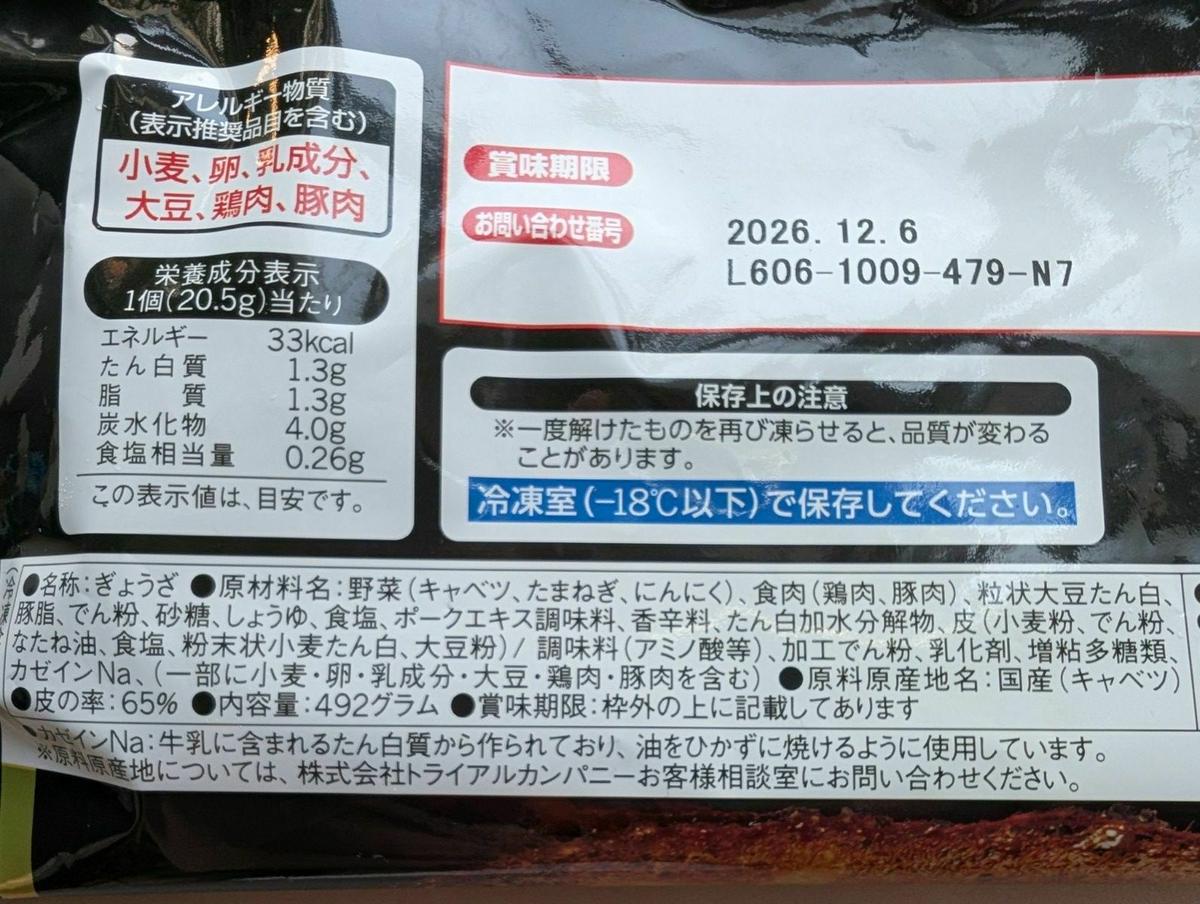 アレルギー物質
(表示推奨品目を含む)
小麦、卵、乳成分、
大豆、鶏肉、豚肉
栄養成分表示
1個(20.5g)当たり
エネルギー 33kcal
たん白質 1.3g
脂質 1.3g
炭水化物 4.0g
食塩相当量 0.26g
この表示値は、目安です。
賞味期限
お問い合わせ番号
2026. 12. 6
L606-1009-479-N7
保存上の注意
※一度解けたものを再び凍らせると、品質が変わる
ことがあります。
冷凍室(-18℃以下)で保存してください。
●名称:ぎょうざ ●原材料名:野菜(キャベツ、たまねぎ、にんにく)、食肉(鶏肉、豚肉)、粒状大豆たん白、
豚脂、でん粉、砂糖、しょうゆ、食塩、ポークエキス調味料、香辛料、たん白加水分解物、皮(小麦粉、でん粉、
なたね油、食塩、粉末状小麦たん白、大豆粉)/ 調味料(アミノ酸等)、加工でん粉、乳化剤、増粘多糖類、
カゼインNa、(一部に小麦・卵・乳成分・大豆・鶏肉・豚肉を含む) ●原料原産地名:国産(キャベツ)
●皮の率:65% ●内容量:492グラム ●賞味期限:枠外の上に記載してあります
●カゼインNa:牛乳に含まれるたん白質から作られており、油をひかずに焼けるように使用しています。
※原料原産地については、株式会社トライアルカンパニーお客様相談室にお問い合わせください。